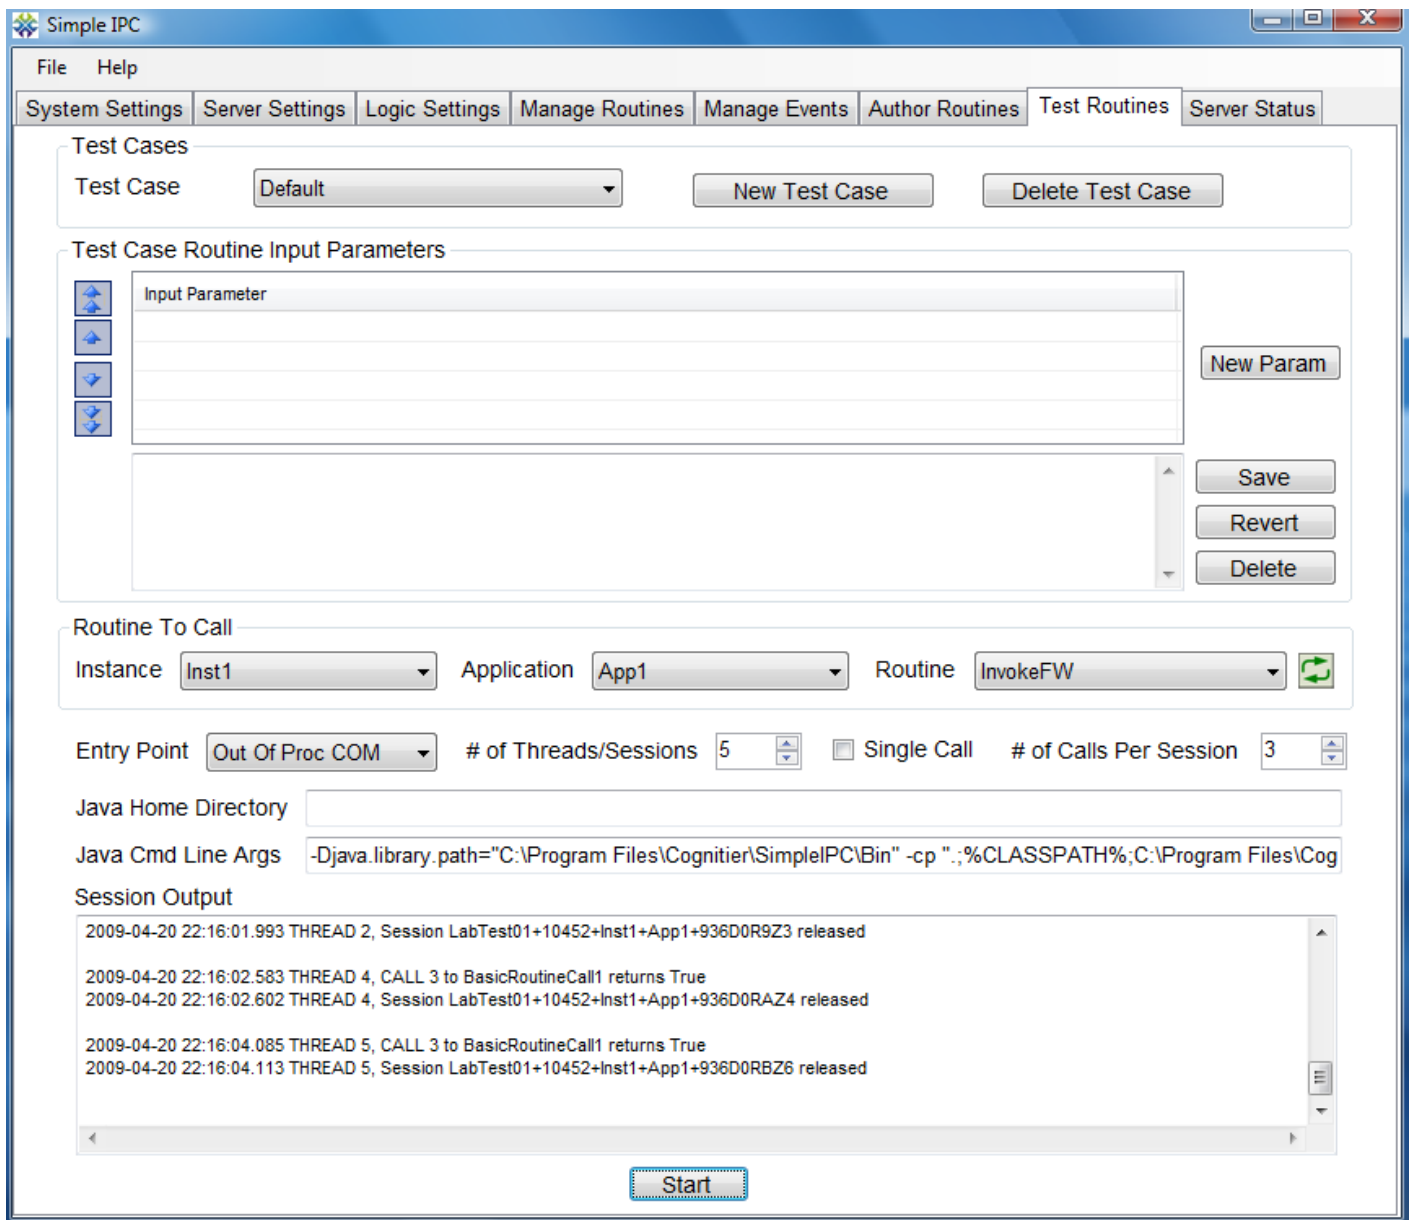 Simple IPC
File Help
System Settings Server Settings Logic Settings Manage Routines Manage Events Author Routines Test Routines Server Status
Test Cases
Test Case Default New Test Case Delete Test Case
Test Case Routine Input Parameters
Input Parameter
New Param
Save
Revert
Delete
Routine To Call
Instance Inst1 Application App1 Routine InvokeFW
Entry Point Out Of Proc COM # of Threads/Sessions 5 Single Call # of Calls Per Session 3
Java Home Directory
Java Cmd Line Args -Djava.library.path="C:\Program Files\Cognitier\SimpleIPC\Bin" -cp ".;%CLASSPATH%;C:\Program Files\Cog
Session Output
2009-04-20 22:16:01.993 THREAD 2, Session LabTest01+10452+Inst1+App1+936D0R9Z3 released
2009-04-20 22:16:02.583 THREAD 4, CALL 3 to BasicRoutineCall1 returns True
2009-04-20 22:16:02.602 THREAD 4, Session LabTest01+10452+Inst1+App1+936D0RAZ4 released
2009-04-20 22:16:04.085 THREAD 5, CALL 3 to BasicRoutineCall1 returns True
2009-04-20 22:16:04.113 THREAD 5, Session LabTest01+10452+Inst1+App1+936D0RBZ6 released
Start